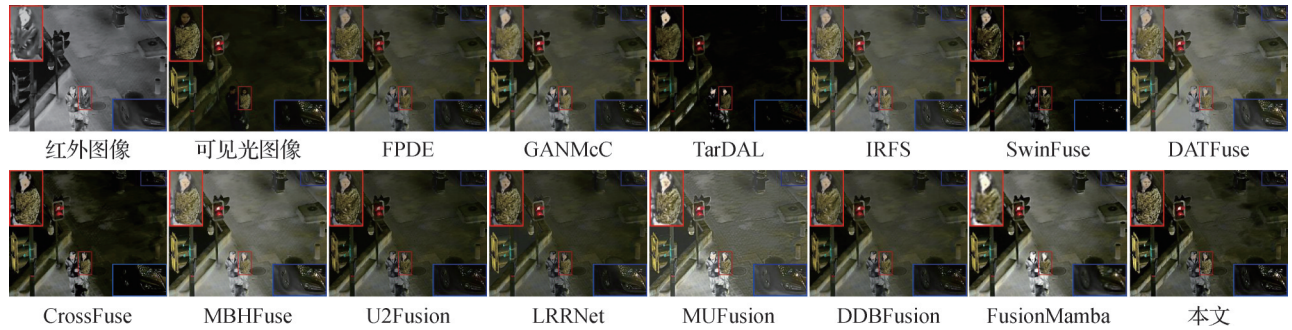 红外图像 可见光图像 FPDE GANMcC TarDAL IRFS SwinFuse DATFuse
CrossFuse MBHFuse U2Fusion LRRNet MUFusion DDBFusion FusionMamba 本文